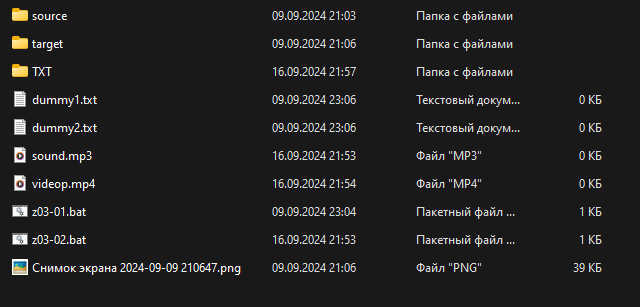 source 09.09.2024 21:03 Папка с файлами
target 09.09.2024 21:06 Папка с файлами
TXT 16.09.2024 21:57 Папка с файлами
dummy1.txt 09.09.2024 23:06 Текстовый докум... 0 КБ
dummy2.txt 09.09.2024 23:06 Текстовый докум... 0 КБ
sound.mp3 16.09.2024 21:53 Файл "MP3" 0 КБ
videop.mp4 16.09.2024 21:54 Файл "MP4" 0 КБ
z03-01.bat 09.09.2024 23:04 Пакетный файл ... 1 КБ
z03-02.bat 16.09.2024 21:53 Пакетный файл ... 1 КБ
Снимок экрана 2024-09-09 210647.png 09.09.2024 21:06 Файл "PNG" 39 КБ